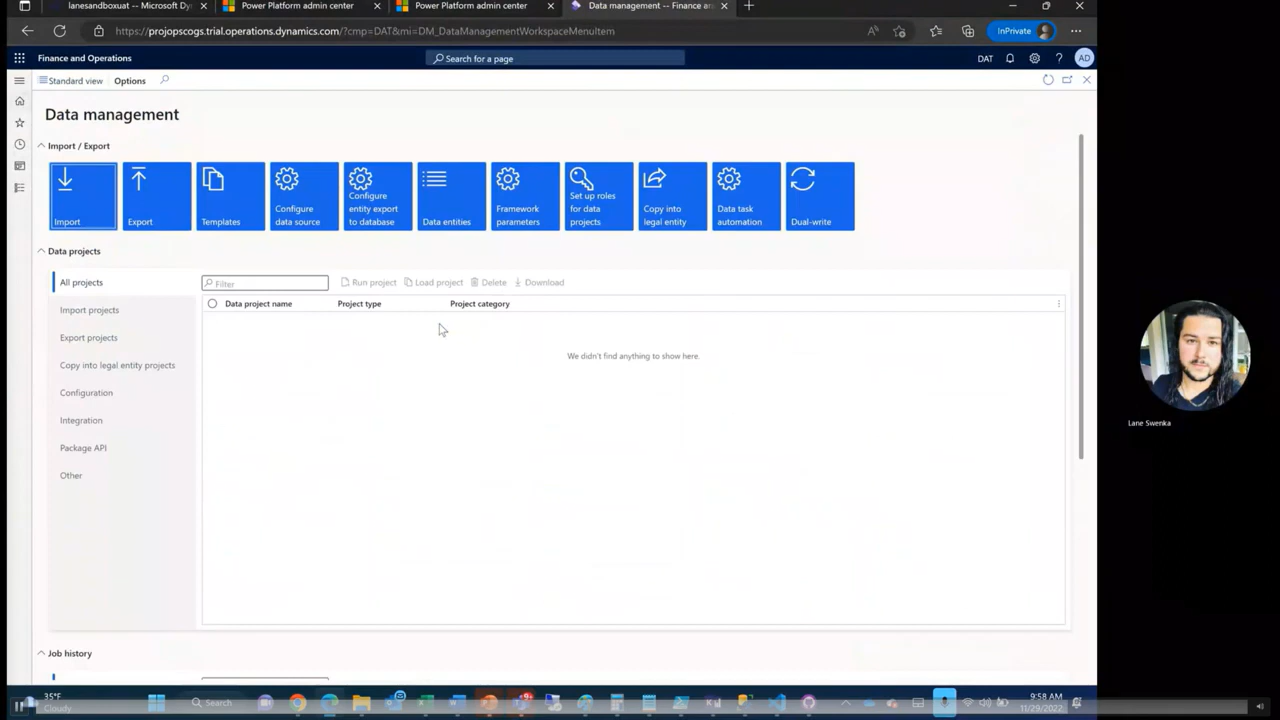 lanesandboxuat -- Microsoft Dy
Power Platform admin center
Power Platform admin center
Data management -- Finance an
https://projopscogs.trial.operations.dynamics.com/?cmp=DAT&mi=DM_DataManagementWorkspaceMenuItem
InPrivate
Finance and Operations
Search for a page
DAT
AD
Standard view
Options
Data management
Import / Export
Import
Export
Templates
Configure
data source
Configure
entity export
to database
Data entities
Framework
parameters
Set up roles
for data
projects
Copy into
legal entity
Data task
automation
Dual-write
Data projects
All projects
Import projects
Export projects
Copy into legal entity projects
Configuration
Integration
Package API
Other
Filter
Run project
Load project
Delete
Download
Data project name
Project type
Project category
We didn't find anything to show here.
Job history
Lane Swenka
35°F
Cloudy
Search
9:58 AM
11/29/2022